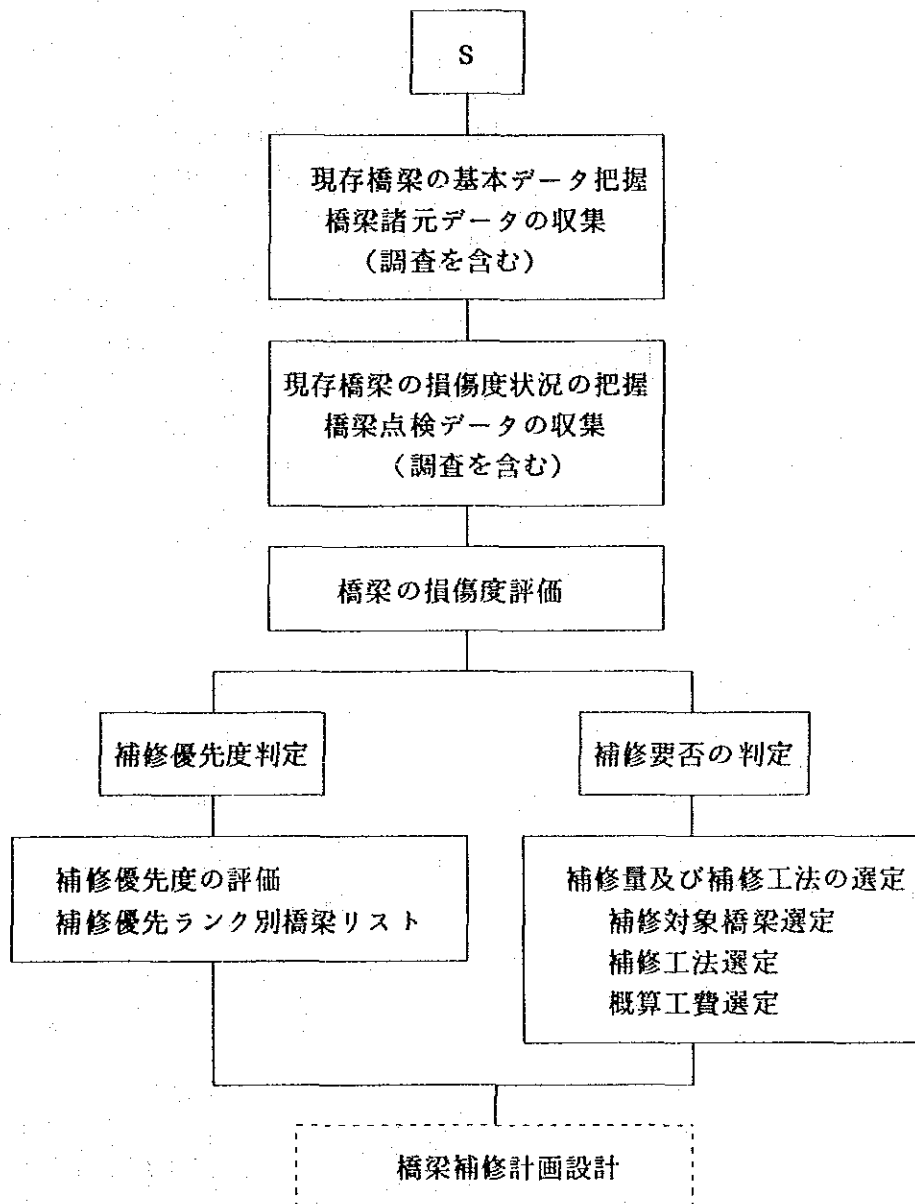 S
現存橋梁の基本データ把握
橋梁諸元データの収集
（調査を含む）
現存橋梁の損傷度状況の把握
橋梁点検データの収集
（調査を含む）
橋梁の損傷度評価
補修優先度判定
補修要否の判定
補修優先度の評価
補修優先ランク別橋梁リスト
補修量及び補修工法の選定
補修対象橋梁選定
補修工法選定
概算工費選定
橋梁補修計画設計